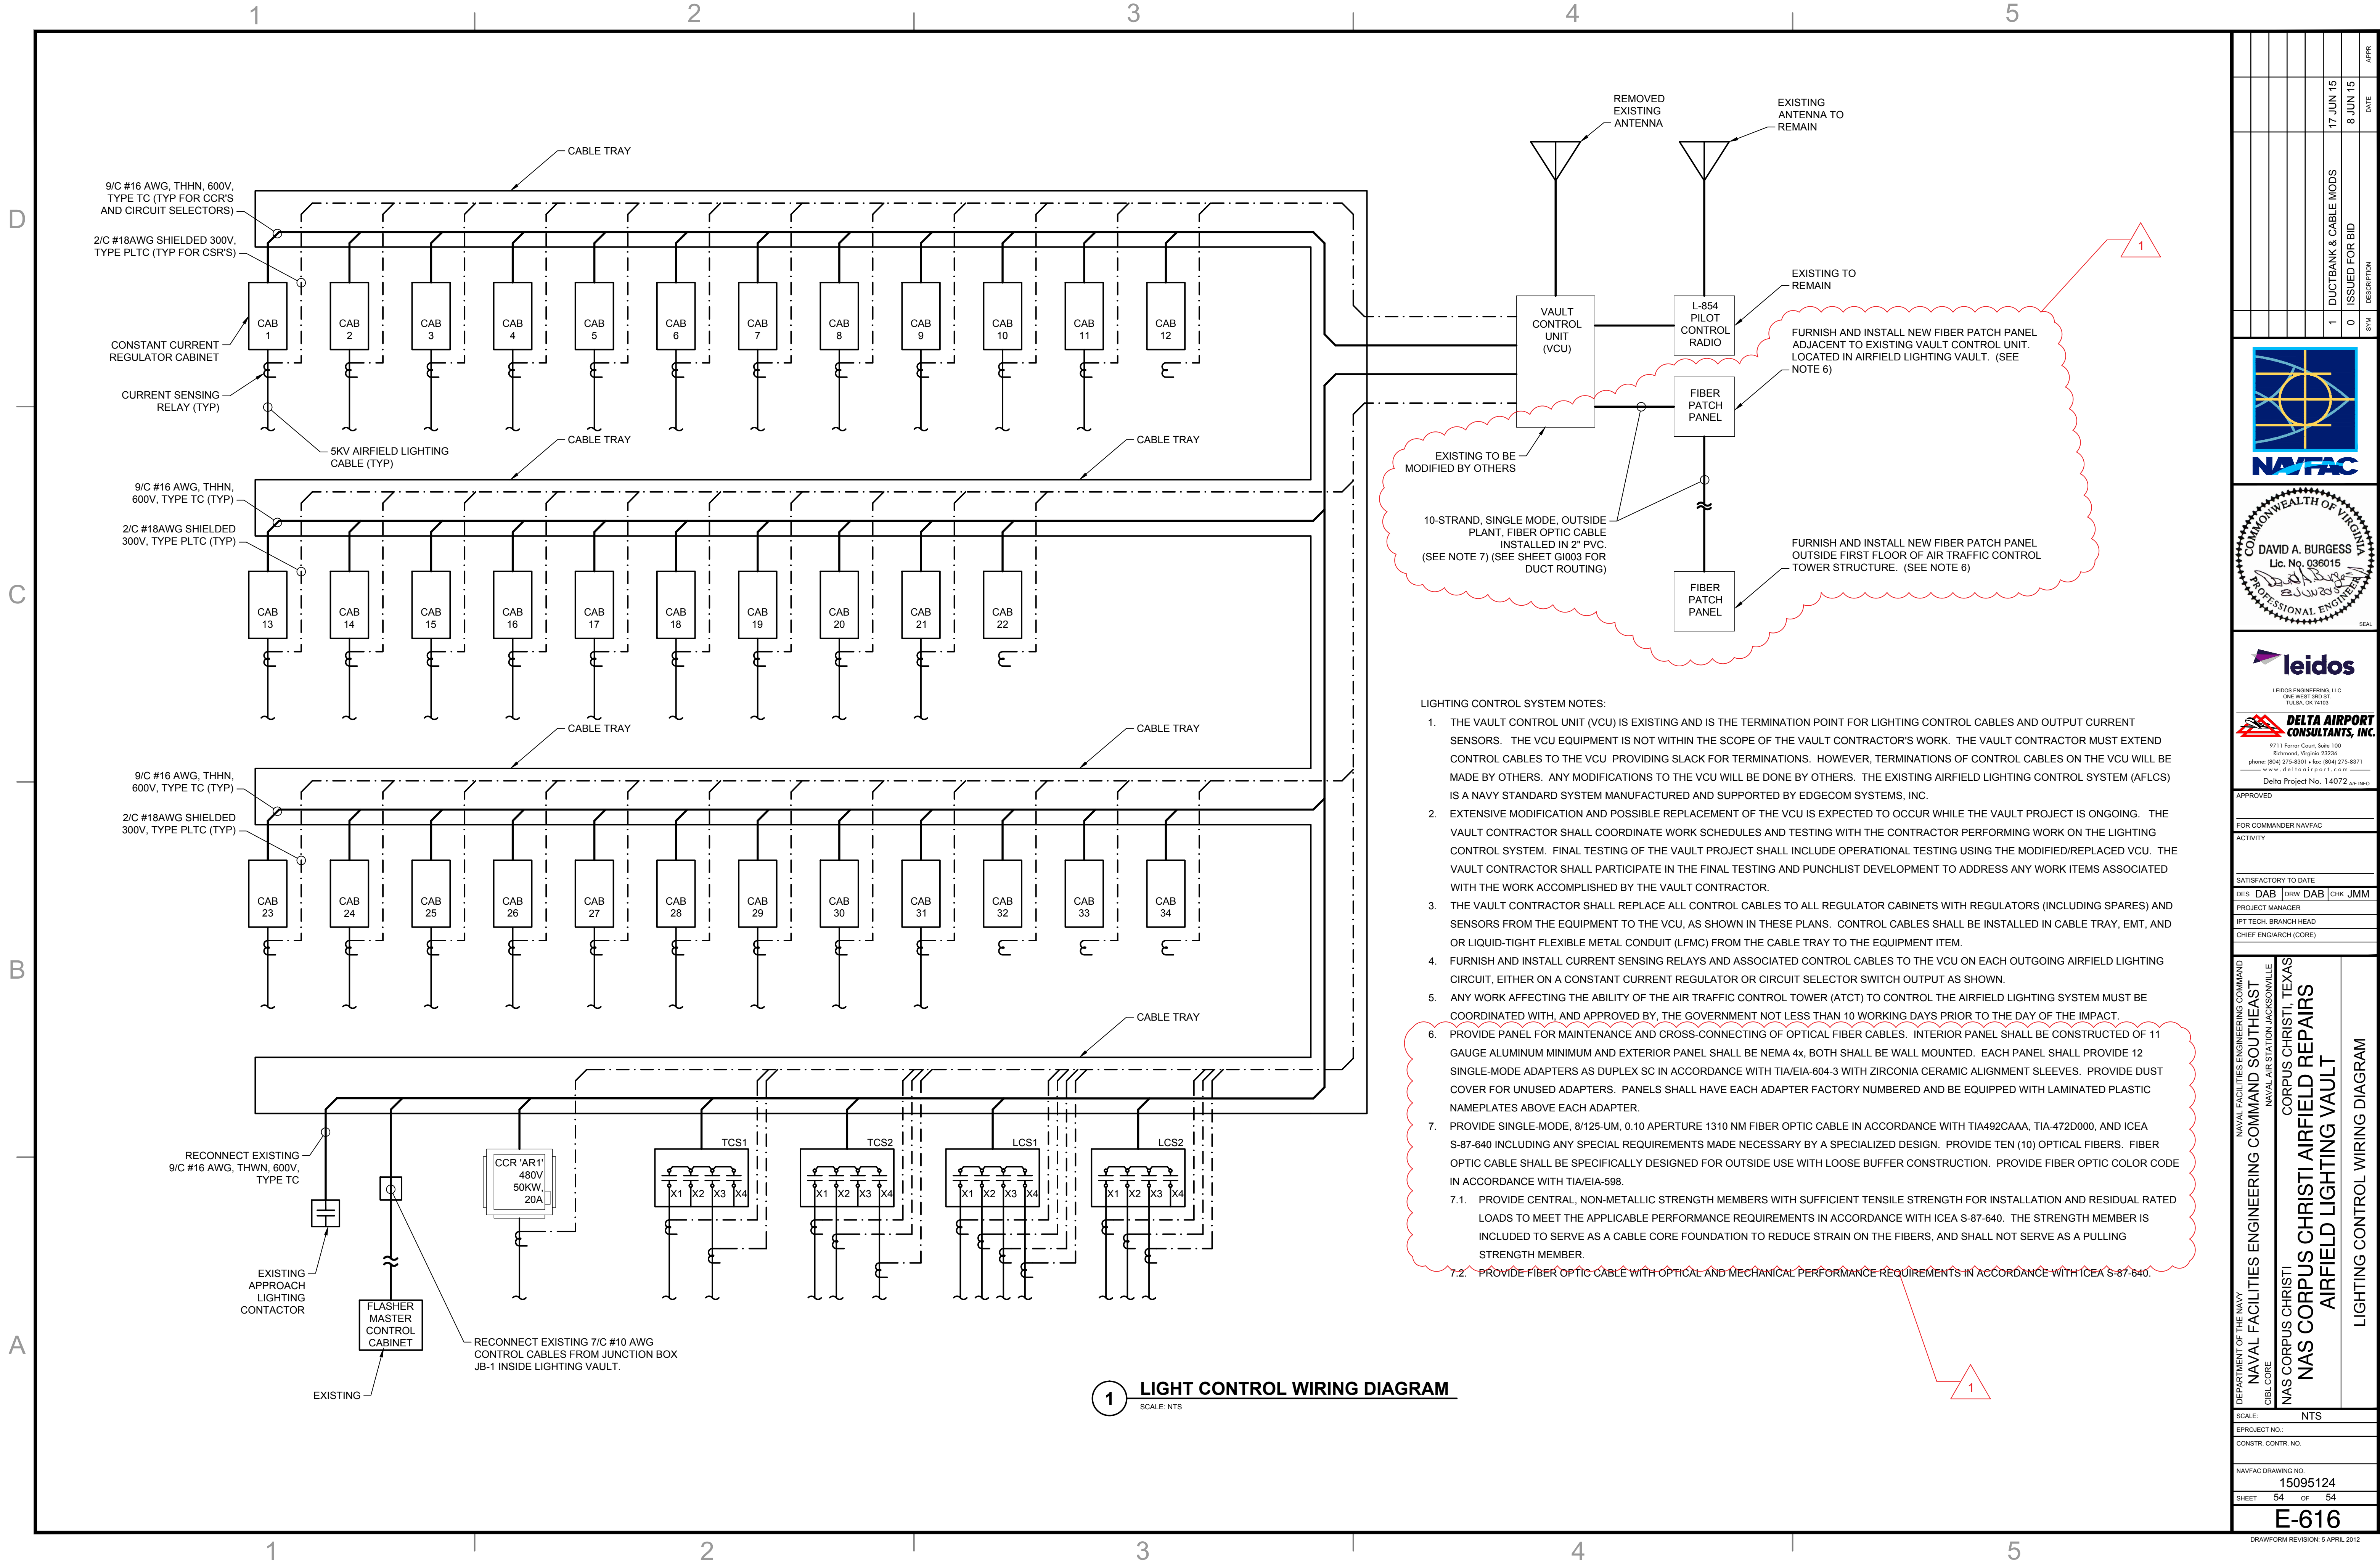 1
2
3
4
5
D
C
B
A
CABLE TRAY
9/C #16 AWG, THHN, 600V,
TYPE TC (TYP FOR CCR'S
AND CIRCUIT SELECTORS)
2/C #18AWG SHIELDED 300V,
TYPE PLTC (TYP FOR CSR'S)
CONSTANT CURRENT
REGULATOR CABINET
CURRENT SENSING
RELAY (TYP)
5KV AIRFIELD LIGHTING
CABLE (TYP)
CAB
1
CAB
2
CAB
3
CAB
4
CAB
5
CAB
6
CAB
7
CAB
8
CAB
9
CAB
10
CAB
11
CAB
12
CABLE TRAY
CABLE TRAY
9/C #16 AWG, THHN,
600V, TYPE TC (TYP)
2/C #18AWG SHIELDED
300V, TYPE PLTC (TYP)
CAB
13
CAB
14
CAB
15
CAB
16
CAB
17
CAB
18
CAB
19
CAB
20
CAB
21
CAB
22
CABLE TRAY
CABLE TRAY
9/C #16 AWG, THHN,
600V, TYPE TC (TYP)
2/C #18AWG SHIELDED
300V, TYPE PLTC (TYP)
CAB
23
CAB
24
CAB
25
CAB
26
CAB
27
CAB
28
CAB
29
CAB
30
CAB
31
CAB
32
CAB
33
CAB
34
CABLE TRAY
RECONNECT EXISTING
9/C #16 AWG, THWN, 600V,
TYPE TC
EXISTING
APPROACH
LIGHTING
CONTACTOR
FLASHER
MASTER
CONTROL
CABINET
EXISTING
RECONNECT EXISTING 7/C #10 AWG
CONTROL CABLES FROM JUNCTION BOX
JB-1 INSIDE LIGHTING VAULT.
CCR 'AR1'
480V
50KW,
20A
TCS1
X1 X2 X3 X4
TCS2
X1 X2 X3 X4
LCS1
X1 X2 X3 X4
LCS2
X1 X2 X3 X4
REMOVED
EXISTING
ANTENNA
EXISTING
ANTENNA TO
REMAIN
VAULT
CONTROL
UNIT
(VCU)
L-854
PILOT
CONTROL
RADIO
EXISTING TO
REMAIN
1
FURNISH AND INSTALL NEW FIBER PATCH PANEL
ADJACENT TO EXISTING VAULT CONTROL UNIT.
LOCATED IN AIRFIELD LIGHTING VAULT. (SEE
NOTE 6)
FIBER
PATCH
PANEL
EXISTING TO BE
MODIFIED BY OTHERS
10-STRAND, SINGLE MODE, OUTSIDE
PLANT, FIBER OPTIC CABLE
INSTALLED IN 2" PVC.
(SEE NOTE 7) (SEE SHEET GI003 FOR
DUCT ROUTING)
FURNISH AND INSTALL NEW FIBER PATCH PANEL
OUTSIDE FIRST FLOOR OF AIR TRAFFIC CONTROL
TOWER STRUCTURE. (SEE NOTE 6)
FIBER
PATCH
PANEL
LIGHTING CONTROL SYSTEM NOTES:
1. THE VAULT CONTROL UNIT (VCU) IS EXISTING AND IS THE TERMINATION POINT FOR LIGHTING CONTROL CABLES AND OUTPUT CURRENT
SENSORS. THE VCU EQUIPMENT IS NOT WITHIN THE SCOPE OF THE VAULT CONTRACTOR'S WORK. THE VAULT CONTRACTOR MUST EXTEND
CONTROL CABLES TO THE VCU PROVIDING SLACK FOR TERMINATIONS. HOWEVER, TERMINATIONS OF CONTROL CABLES ON THE VCU WILL BE
MADE BY OTHERS. ANY MODIFICATIONS TO THE VCU WILL BE DONE BY OTHERS. THE EXISTING AIRFIELD LIGHTING CONTROL SYSTEM (AFLCS)
IS A NAVY STANDARD SYSTEM MANUFACTURED AND SUPPORTED BY EDGECOM SYSTEMS, INC.
2. EXTENSIVE MODIFICATION AND POSSIBLE REPLACEMENT OF THE VCU IS EXPECTED TO OCCUR WHILE THE VAULT PROJECT IS ONGOING. THE
VAULT CONTRACTOR SHALL COORDINATE WORK SCHEDULES AND TESTING WITH THE CONTRACTOR PERFORMING WORK ON THE LIGHTING
CONTROL SYSTEM. FINAL TESTING OF THE VAULT PROJECT SHALL INCLUDE OPERATIONAL TESTING USING THE MODIFIED/REPLACED VCU. THE
VAULT CONTRACTOR SHALL PARTICIPATE IN THE FINAL TESTING AND PUNCHLIST DEVELOPMENT TO ADDRESS ANY WORK ITEMS ASSOCIATED
WITH THE WORK ACCOMPLISHED BY THE VAULT CONTRACTOR.
3. THE VAULT CONTRACTOR SHALL REPLACE ALL CONTROL CABLES TO ALL REGULATOR CABINETS WITH REGULATORS (INCLUDING SPARES) AND
SENSORS FROM THE EQUIPMENT TO THE VCU, AS SHOWN IN THESE PLANS. CONTROL CABLES SHALL BE INSTALLED IN CABLE TRAY, EMT, AND
OR LIQUID-TIGHT FLEXIBLE METAL CONDUIT (LFMC) FROM THE CABLE TRAY TO THE EQUIPMENT ITEM.
4. FURNISH AND INSTALL CURRENT SENSING RELAYS AND ASSOCIATED CONTROL CABLES TO THE VCU ON EACH OUTGOING AIRFIELD LIGHTING
CIRCUIT, EITHER ON A CONSTANT CURRENT REGULATOR OR CIRCUIT SELECTOR SWITCH OUTPUT AS SHOWN.
5. ANY WORK AFFECTING THE ABILITY OF THE AIR TRAFFIC CONTROL TOWER (ATCT) TO CONTROL THE AIRFIELD LIGHTING SYSTEM MUST BE
COORDINATED WITH, AND APPROVED BY, THE GOVERNMENT NOT LESS THAN 10 WORKING DAYS PRIOR TO THE DAY OF THE IMPACT.
6. PROVIDE PANEL FOR MAINTENANCE AND CROSS-CONNECTING OF OPTICAL FIBER CABLES. INTERIOR PANEL SHALL BE CONSTRUCTED OF 11
GAUGE ALUMINUM MINIMUM AND EXTERIOR PANEL SHALL BE NEMA 4x, BOTH SHALL BE WALL MOUNTED. EACH PANEL SHALL PROVIDE 12
SINGLE-MODE ADAPTERS AS DUPLEX SC IN ACCORDANCE WITH TIA/EIA-604-3 WITH ZIRCONIA CERAMIC ALIGNMENT SLEEVES. PROVIDE DUST
COVER FOR UNUSED ADAPTERS. PANELS SHALL HAVE EACH ADAPTER FACTORY NUMBERED AND BE EQUIPPED WITH LAMINATED PLASTIC
NAMEPLATES ABOVE EACH ADAPTER.
7. PROVIDE SINGLE-MODE, 8/125-UM, 0.10 APERTURE 1310 NM FIBER OPTIC CABLE IN ACCORDANCE WITH TIA492CAAA, TIA-472D000, AND ICEA
S-87-640 INCLUDING ANY SPECIAL REQUIREMENTS MADE NECESSARY BY A SPECIALIZED DESIGN. PROVIDE TEN (10) OPTICAL FIBERS. FIBER
OPTIC CABLE SHALL BE SPECIFICALLY DESIGNED FOR OUTSIDE USE WITH LOOSE BUFFER CONSTRUCTION. PROVIDE FIBER OPTIC COLOR CODE
IN ACCORDANCE WITH TIA/EIA-598.
7.1. PROVIDE CENTRAL, NON-METALLIC STRENGTH MEMBERS WITH SUFFICIENT TENSILE STRENGTH FOR INSTALLATION AND RESIDUAL RATED
LOADS TO MEET THE APPLICABLE PERFORMANCE REQUIREMENTS IN ACCORDANCE WITH ICEA S-87-640. THE STRENGTH MEMBER IS
INCLUDED TO SERVE AS A CABLE CORE FOUNDATION TO REDUCE STRAIN ON THE FIBERS, AND SHALL NOT SERVE AS A PULLING
STRENGTH MEMBER.
7.2. PROVIDE FIBER OPTIC CABLE WITH OPTICAL AND MECHANICAL PERFORMANCE REQUIREMENTS IN ACCORDANCE WITH ICEA S-87-640.
1
1 LIGHT CONTROL WIRING DIAGRAM
SCALE: NTS
1 DUCTBANK & CABLE MODS 17 JUN 15
0 ISSUED FOR BID 8 JUN 15
SYM DESCRIPTION DATE APPR
NAVFAC
COMMONWEALTH OF VIRGINIA
DAVID A. BURGESS
Lic. No. 036015
PROFESSIONAL ENGINEER
SEAL
leidos
LEIDOS ENGINEERING, LLC
ONE WEST 3RD ST.
TULSA, OK 74103
DELTA AIRPORT
CONSULTANTS, INC.
9711 Farrar Court, Suite 100
Richmond, Virginia 23236
phone: (804) 275-8301 • fax: (804) 275-8371
www.deltaairport.com
Delta Project No. 14072 A/E INFO
APPROVED
FOR COMMANDER NAVFAC
ACTIVITY
SATISFACTORY TO DATE
DES DAB DRW DAB CHK JMM
PROJECT MANAGER
IPT TECH. BRANCH HEAD
CHIEF ENG/ARCH (CORE)
DEPARTMENT OF THE NAVY NAVAL FACILITIES ENGINEERING COMMAND
NAVAL FACILITIES ENGINEERING COMMAND SOUTHEAST
CIBL CORE NAVAL AIR STATION JACKSONVILLE
NAS CORPUS CHRISTI CORPUS CHRISTI, TEXAS
NAS CORPUS CHRISTI AIRFIELD REPAIRS
AIRFIELD LIGHTING VAULT
LIGHTING CONTROL WIRING DIAGRAM
SCALE: NTS
EPROJECT NO.:
CONSTR. CONTR. NO.
NAVFAC DRAWING NO.
15095124
SHEET 54 OF 54
E-616
DRAWFORM REVISION: 5 APRIL 2012
1
2
3
4
5